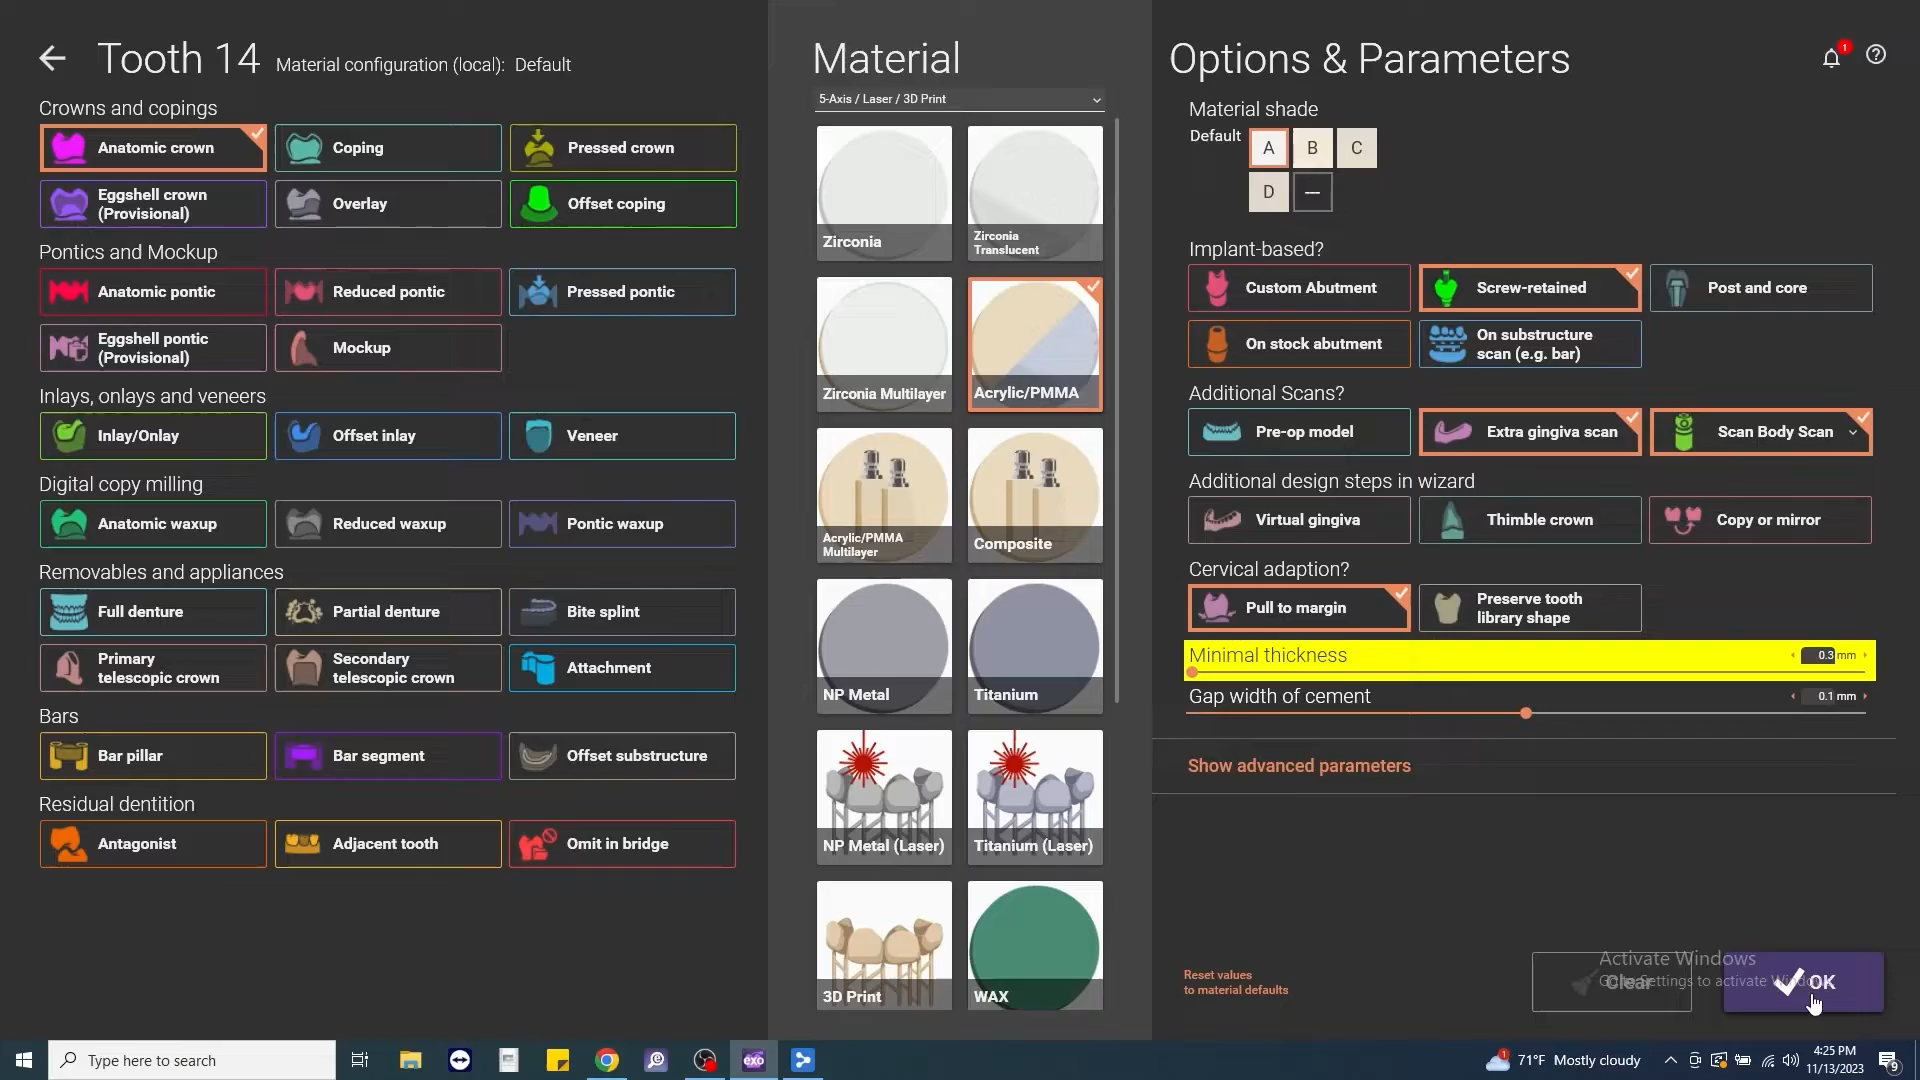 Tooth 14 Material configuration (local): Default
Crowns and copings
Anatomic crown
Coping
Pressed crown
Eggshell crown
(Provisional)
Overlay
Offset coping
Pontics and Mockup
Anatomic pontic
Reduced pontic
Pressed pontic
Eggshell pontic
(Provisional)
Mockup
Inlays, onlays and veneers
Inlay/Onlay
Offset inlay
Veneer
Digital copy milling
Anatomic waxup
Reduced waxup
Pontic waxup
Removables and appliances
Full denture
Partial denture
Bite splint
Primary
telescopic crown
Secondary
telescopic crown
Attachment
Bars
Bar pillar
Bar segment
Offset substructure
Residual dentition
Antagonist
Adjacent tooth
Omit in bridge
Material
5-Axis / Laser / 3D Print
Zirconia
Zirconia
Translucent
Zirconia Multilayer
Acrylic/PMMA
Acrylic/PMMA
Multilayer
Composite
NP Metal
Titanium
NP Metal (Laser)
Titanium (Laser)
3D Print
WAX
Options & Parameters
1
Material shade
Default
A
B
C
D
---
Implant-based?
Custom Abutment
Screw-retained
Post and core
On stock abutment
On substructure
scan (e.g. bar)
Additional Scans?
Pre-op model
Extra gingiva scan
Scan Body Scan
Additional design steps in wizard
Virtual gingiva
Thimble crown
Copy or mirror
Cervical adaption?
Pull to margin
Preserve tooth
library shape
Minimal thickness 0.3 mm
Gap width of cement 0.1 mm
Show advanced parameters
Reset values
to material defaults
Activate Windows
Go to Settings to activate Windows.
Clear
OK
Type here to search
exo
1
71°F Mostly cloudy
4:25 PM
11/13/2023
9